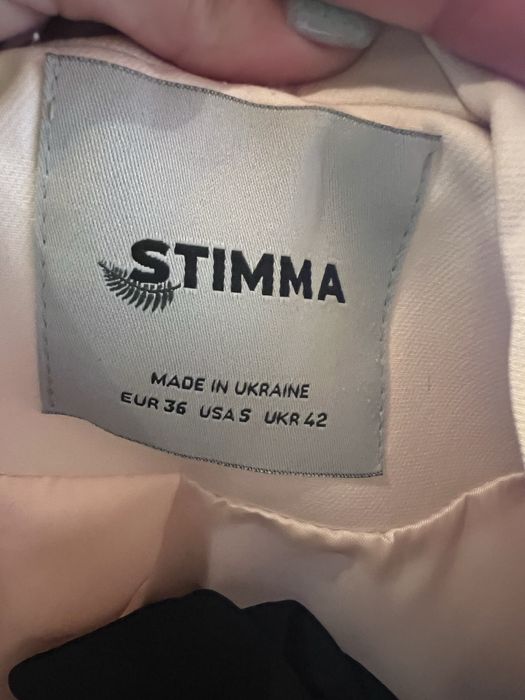 STIMMA
MADE IN UKRAINE
EUR 36 USA S UKR 42